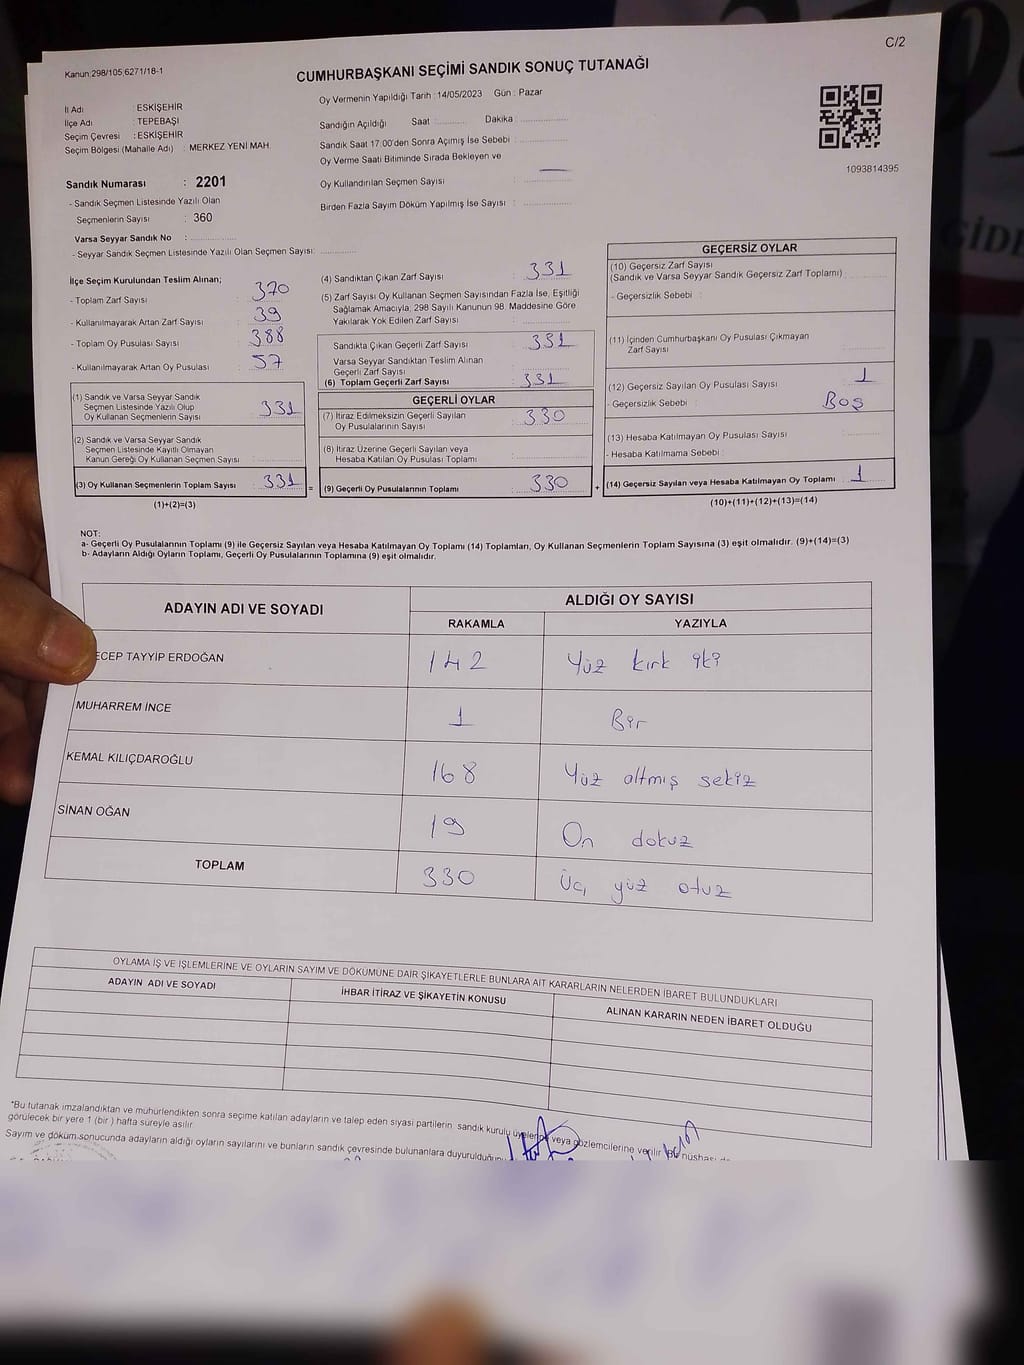 C/2
Kanun:298/105;6271/18-1
CUMHURBAŞKANI SEÇİMİ SANDIK SONUÇ TUTANAĞI
İl Adı : ESKİŞEHİR
İlçe Adı : TEPEBAŞI
Seçim Çevresi : ESKİŞEHİR
Seçim Bölgesi (Mahalle Adı) : MERKEZ YENİ MAH.
Oy Vermenin Yapıldığı Tarih : 14/05/2023 Gün : Pazar
Sandığın Açıldığı Saat : Dakika :
Sandık Saat 17.00'den Sonra Açılmış İse Sebebi :
Oy Verme Saati Bitiminde Sırada Bekleyen ve
Oy Kullandırılan Seçmen Sayısı :
Birden Fazla Sayım Döküm Yapılmış İse Sayısı :
1093814395
Sandık Numarası : 2201
- Sandık Seçmen Listesinde Yazılı Olan
Seçmenlerin Sayısı : 360
Varsa Seyyar Sandık No :
- Seyyar Sandık Seçmen Listesinde Yazılı Olan Seçmen Sayısı:
İlçe Seçim Kurulundan Teslim Alınan;
- Toplam Zarf Sayısı : 370
- Kullanılmayarak Artan Zarf Sayısı : 39
- Toplam Oy Pusulası Sayısı : 388
- Kullanılmayarak Artan Oy Pusulası : 57
(1) Sandık ve Varsa Seyyar Sandık
Seçmen Listesinde Yazılı Olup
Oy Kullanan Seçmenlerin Sayısı : 331
(2) Sandık ve Varsa Seyyar Sandık
Seçmen Listesinde Kayıtlı Olmayan
Kanun Gereği Oy Kullanan Seçmen Sayısı :
(3) Oy Kullanan Seçmenlerin Toplam Sayısı : 331
(1)+(2)=(3)
=
(4) Sandıktan Çıkan Zarf Sayısı : 331
(5) Zarf Sayısı Oy Kullanan Seçmen Sayısından Fazla İse, Eşitliği
Sağlamak Amacıyla, 298 Sayılı Kanunun 98. Maddesine Göre
Yakılarak Yok Edilen Zarf Sayısı :
Sandıkta Çıkan Geçerli Zarf Sayısı : 331
Varsa Seyyar Sandıktan Teslim Alınan
Geçerli Zarf Sayısı :
(6) Toplam Geçerli Zarf Sayısı : 331
GEÇERLİ OYLAR
(7) İtiraz Edilmeksizin Geçerli Sayılan
Oy Pusulalarının Sayısı : 330
(8) İtiraz Üzerine Geçerli Sayılan veya
Hesaba Katılan Oy Pusulası Toplamı :
(9) Geçerli Oy Pusulalarının Toplamı : 330
+
GEÇERSİZ OYLAR
(10) Geçersiz Zarf Sayısı
(Sandık ve Varsa Seyyar Sandık Geçersiz Zarf Toplamı)
- Geçersizlik Sebebi :
(11) İçinden Cumhurbaşkanı Oy Pusulası Çıkmayan
Zarf Sayısı
(12) Geçersiz Sayılan Oy Pusulası Sayısı : 1
- Geçersizlik Sebebi : Boş
(13) Hesaba Katılmayan Oy Pusulası Sayısı :
- Hesaba Katılmama Sebebi :
(14) Geçersiz Sayılan veya Hesaba Katılmayan Oy Toplamı : 1
(10)+(11)+(12)+(13)=(14)
NOT:
a- Geçerli Oy Pusulalarının Toplamı (9) ile Geçersiz Sayılan veya Hesaba Katılmayan Oy Toplamı (14) Toplamları, Oy Kullanan Seçmenlerin Toplam Sayısına (3) eşit olmalıdır. (9)+(14)=(3)
b- Adayların Aldığı Oyların Toplamı, Geçerli Oy Pusulalarının Toplamına (9) eşit olmalıdır.
ADAYIN ADI VE SOYADI
ALDIĞI OY SAYISI
RAKAMLA YAZIYLA
ECEP TAYYİP ERDOĞAN 142 Yüz kırk iki
MUHARREM İNCE 1 Bir
KEMAL KILIÇDAROĞLU 168 Yüz altmış sekiz
SİNAN OĞAN 19 On dokuz
TOPLAM 330 Üç yüz otuz
OYLAMA İŞ VE İŞLEMLERİNE VE OYLARIN SAYIM VE DÖKÜMÜNE DAİR ŞİKAYETLERLE BUNLARA AİT KARARLARIN NELERDEN İBARET BULUNDUKLARI
ADAYIN ADI VE SOYADI İHBAR İTİRAZ VE ŞİKAYETİN KONUSU ALINAN KARARIN NEDEN İBARET OLDUĞU
*Bu tutanak imzalandıktan ve mühürlendikten sonra seçime katılan adayların ve talep eden siyasi partilerin sandık kurulu üyelerine veya gözlemcilerine verilir bir nüshası da
görülecek bir yere 1 (bir) hafta süreyle asılır.
Sayım ve döküm sonucunda adayların aldığı oyların sayılarını ve bunların sandık çevresinde bulunanlara duyurulduğunu